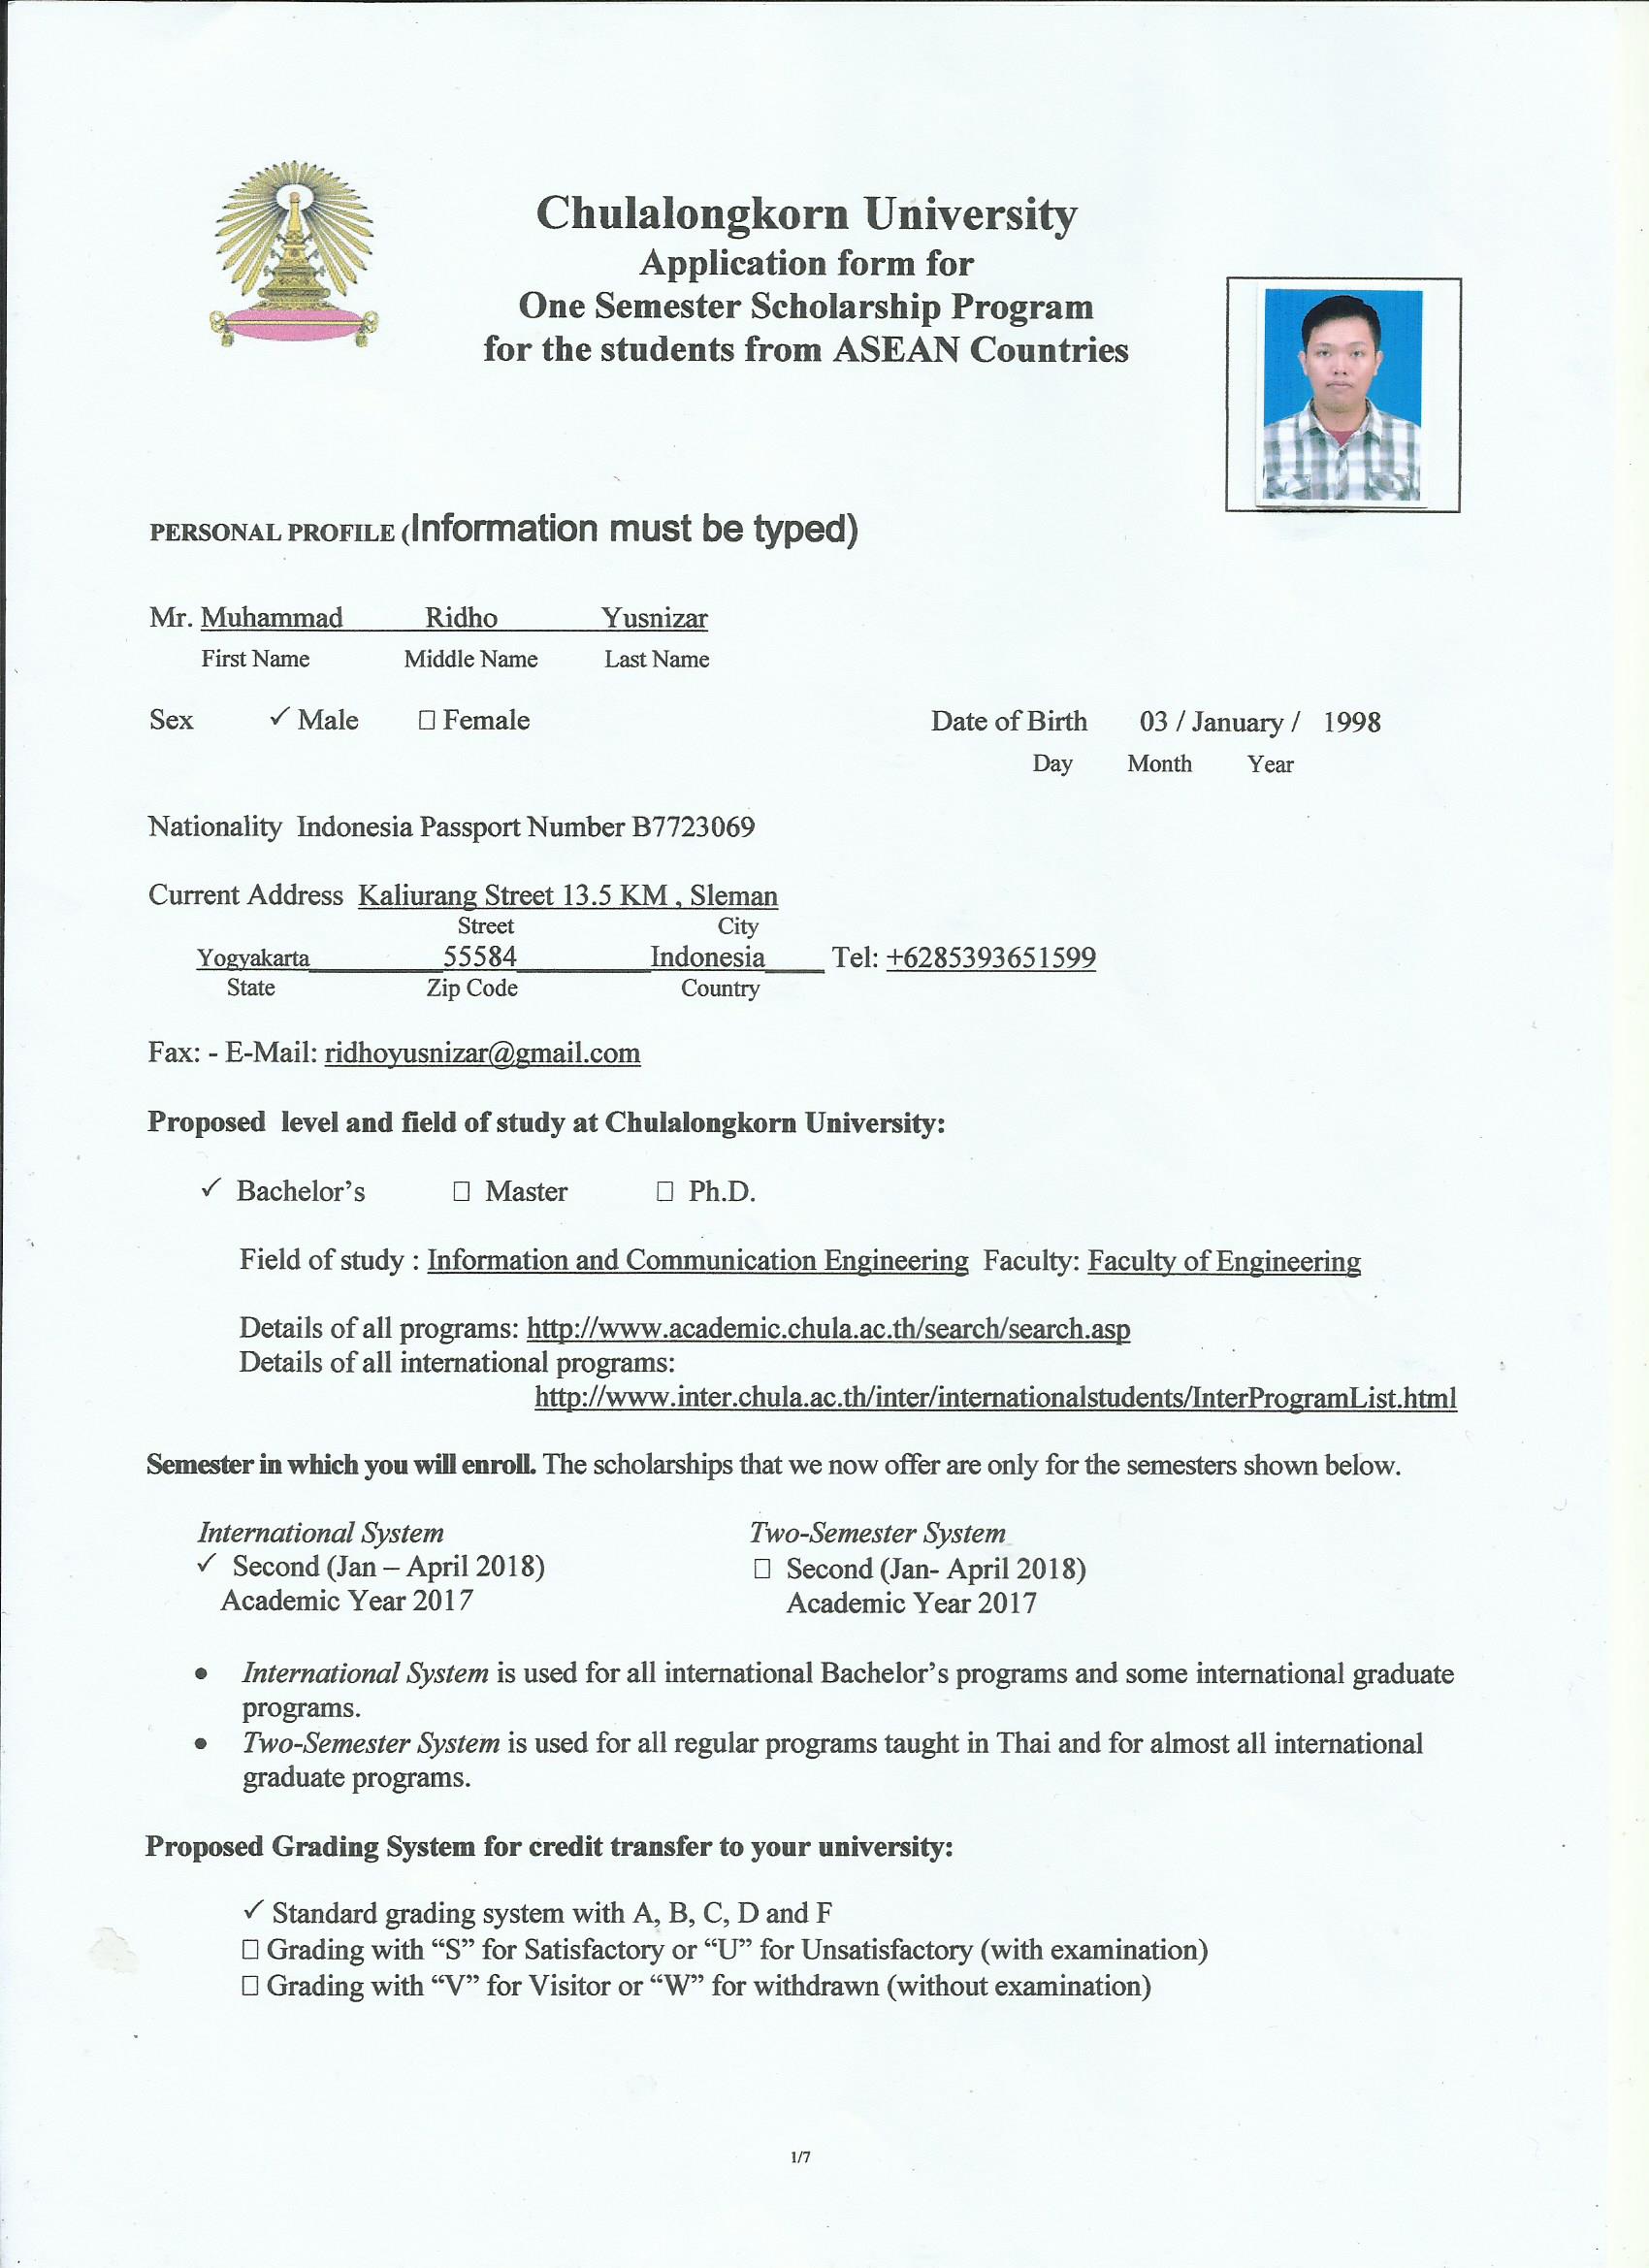 Chulalongkorn University
Application form for
One Semester Scholarship Program
for the students from ASEAN Countries
PERSONAL PROFILE (Information must be typed)
Mr. Muhammad Ridho Yusnizar
First Name Middle Name Last Name
Sex ✓ Male ☐ Female Date of Birth 03 / January / 1998
Day Month Year
Nationality Indonesia Passport Number B7723069
Current Address Kaliurang Street 13.5 KM , Sleman
Street City
Yogyakarta 55584 Indonesia Tel: +6285393651599
State Zip Code Country
Fax: - E-Mail: ridhoyusnizar@gmail.com
Proposed level and field of study at Chulalongkorn University:
✓ Bachelor’s ☐ Master ☐ Ph.D.
Field of study : Information and Communication Engineering Faculty: Faculty of Engineering
Details of all programs: http://www.academic.chula.ac.th/search/search.asp
Details of all international programs:
http://www.inter.chula.ac.th/inter/internationalstudents/InterProgramList.html
Semester in which you will enroll. The scholarships that we now offer are only for the semesters shown below.
International System Two-Semester System
✓ Second (Jan – April 2018) ☐ Second (Jan- April 2018)
Academic Year 2017 Academic Year 2017
• International System is used for all international Bachelor’s programs and some international graduate
programs.
• Two-Semester System is used for all regular programs taught in Thai and for almost all international
graduate programs.
Proposed Grading System for credit transfer to your university:
✓ Standard grading system with A, B, C, D and F
☐ Grading with “S” for Satisfactory or “U” for Unsatisfactory (with examination)
☐ Grading with “V” for Visitor or “W” for withdrawn (without examination)
1/7